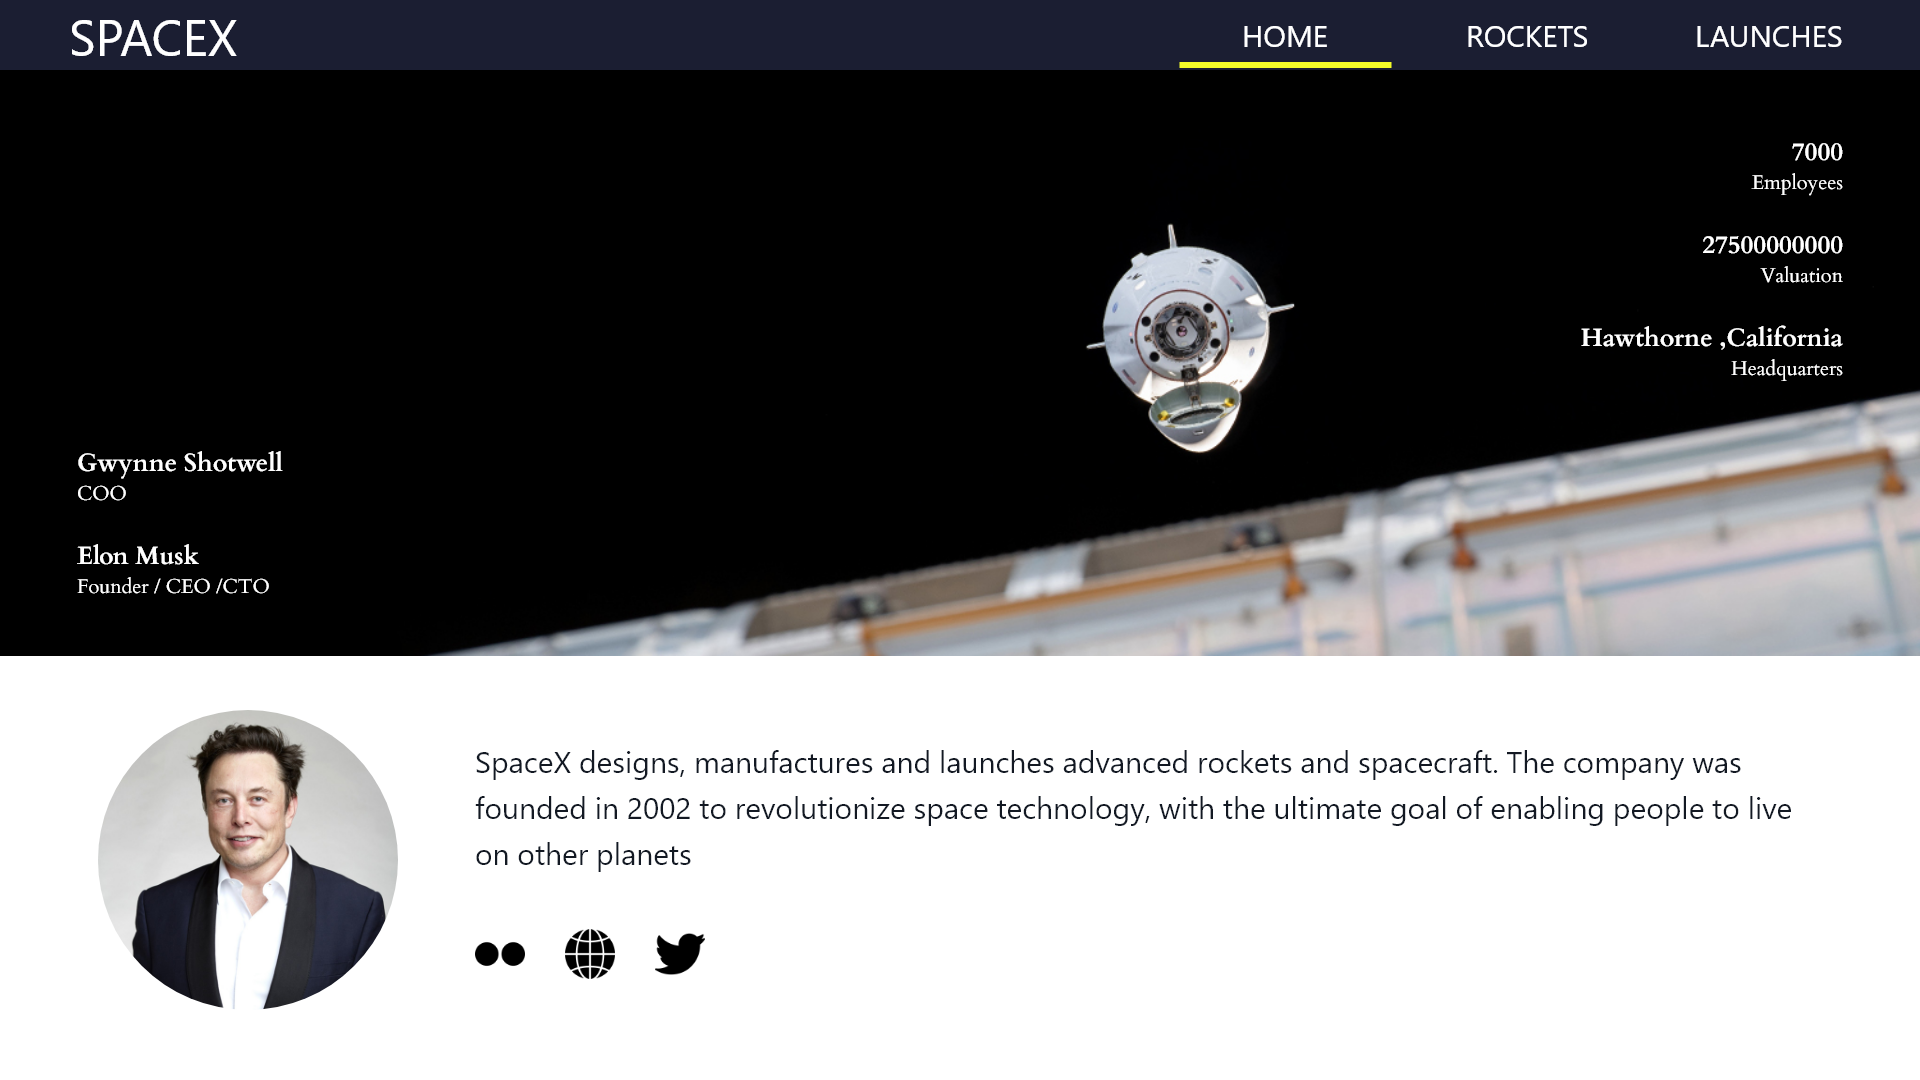 SPACEX
HOME
ROCKETS
LAUNCHES
7000
Employees
27500000000
Valuation
Hawthorne ,California
Headquarters
Gwynne Shotwell
COO
Elon Musk
Founder / CEO /CTO
SpaceX designs, manufactures and launches advanced rockets and spacecraft. The company was
founded in 2002 to revolutionize space technology, with the ultimate goal of enabling people to live
on other planets